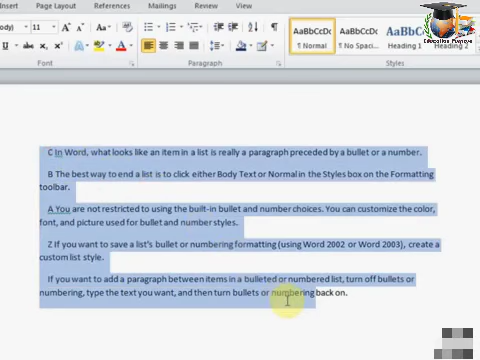 Page Layout References Mailings Review View
11
Font Paragraph Styles
AaBbCcDc AaBbCcDc AaBbC AaBbCc
¶ Normal ¶ No Spaci... Heading 1 Heading 2
C In Word, what looks like an item in a list is really a paragraph preceded by a bullet or a number.
B The best way to end a list is to click either Body Text or Normal in the Styles box on the Formatting
toolbar.
A You are not restricted to using the built-in bullet and number choices. You can customize the color,
font, and picture used for bullet and number styles.
Z If you want to save a list's bullet or numbering formatting (using Word 2002 or Word 2003), create a
custom list style.
If you want to add a paragraph between items in a bulleted or numbered list, turn off bullets or
numbering, type the text you want, and then turn bullets or numbering back on.